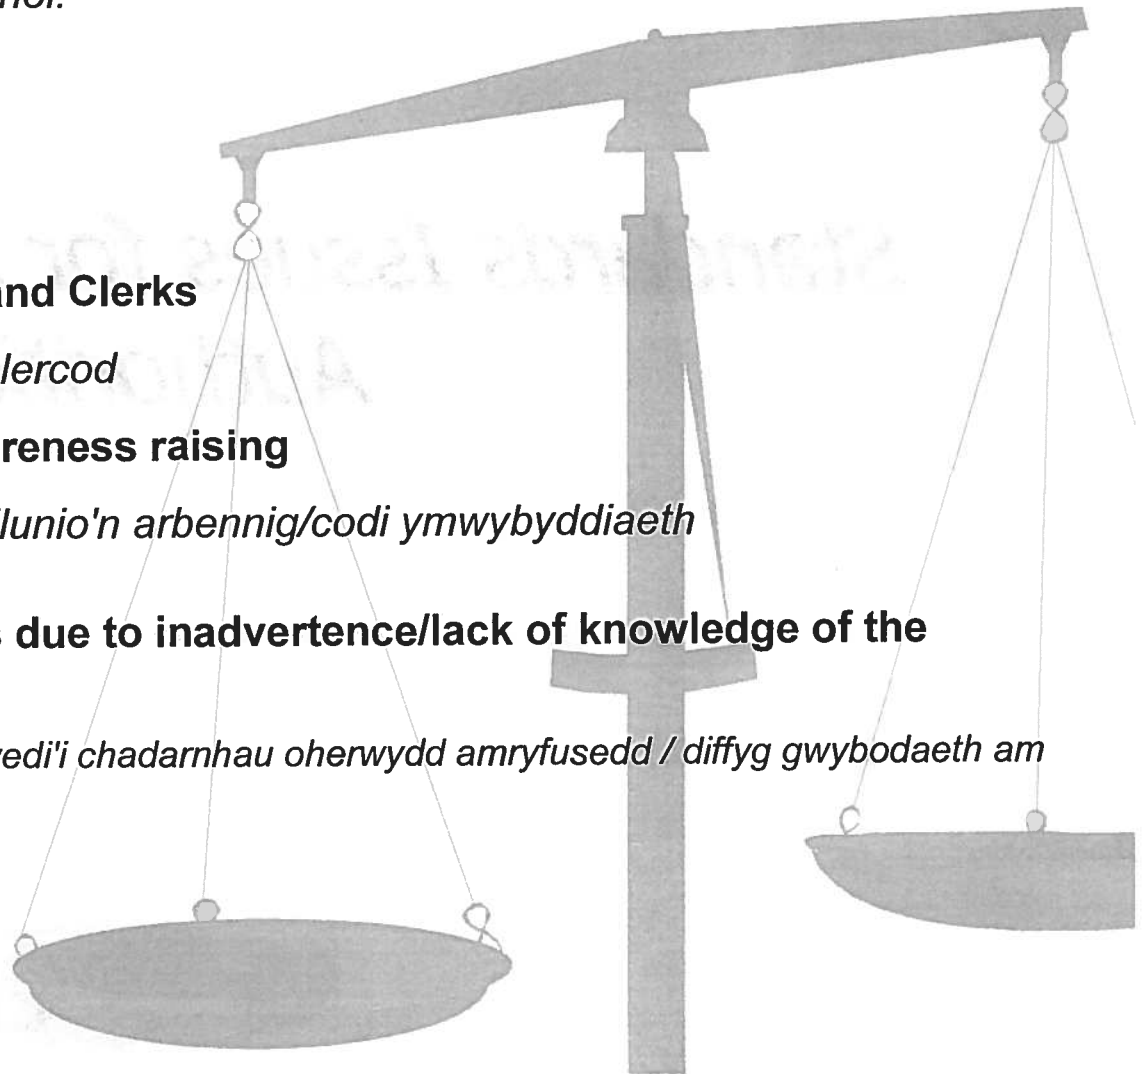 and Clerks
lercod
reness raising
lunio'n arbennig/codi ymwybyddiaeth
s due to inadvertence/lack of knowledge of the
edi'i chadarnhau oherwydd amryfusedd / diffyg gwybodaeth am